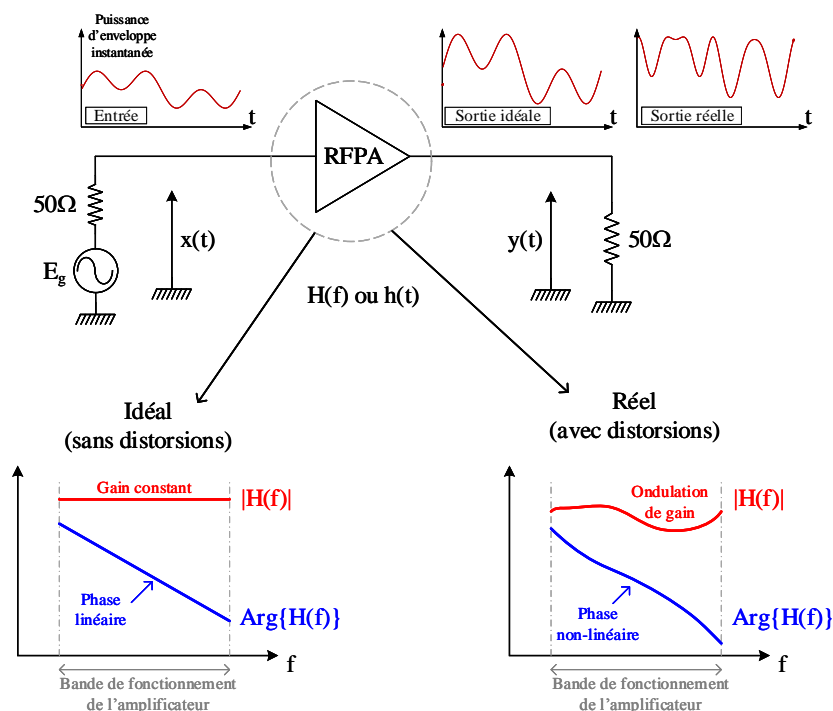 Puissance
d'enveloppe
instantanée
Entrée
t
Sortie idéale
t
Sortie réelle
t
RFPA
50Ω
x(t)
E_g
y(t)
50Ω
H(f) ou h(t)
Idéal
(sans distorsions)
Gain constant
|H(f)|
Phase
linéaire
Arg{H(f)}
f
Bande de fonctionnement
de l'amplificateur
Réel
(avec distorsions)
Ondulation
de gain
|H(f)|
Phase
non-linéaire
Arg{H(f)}
f
Bande de fonctionnement
de l'amplificateur